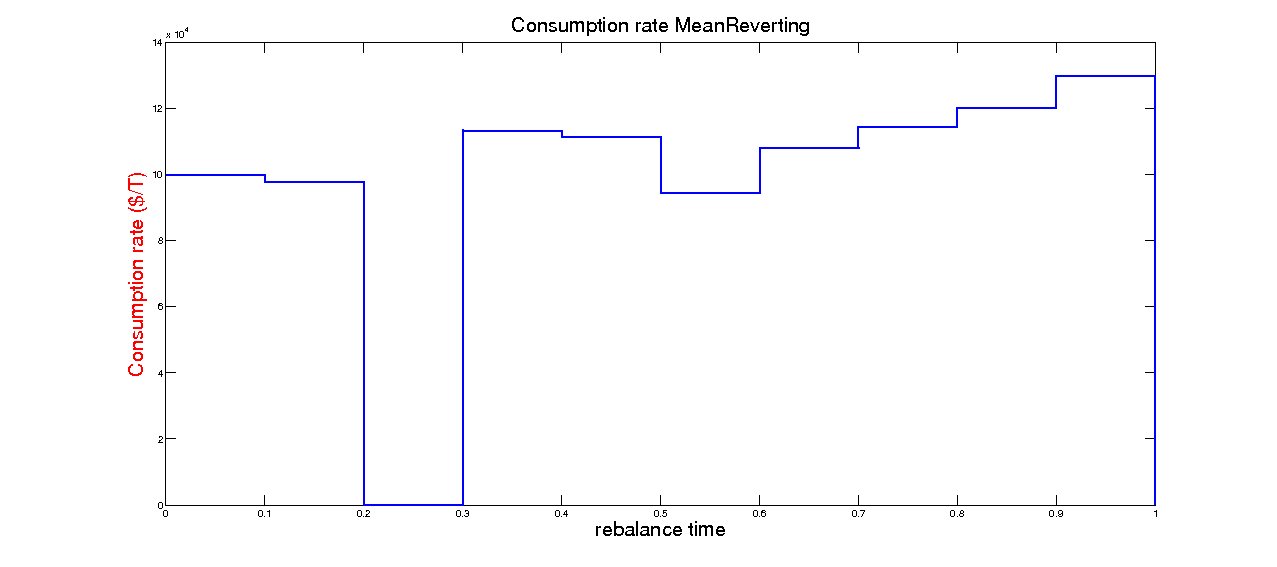 Consumption rate MeanReverting
x 10^4
14
12
10
8
6
4
2
0
Consumption rate ($/T)
0 0.1 0.2 0.3 0.4 0.5 0.6 0.7 0.8 0.9 1
rebalance time